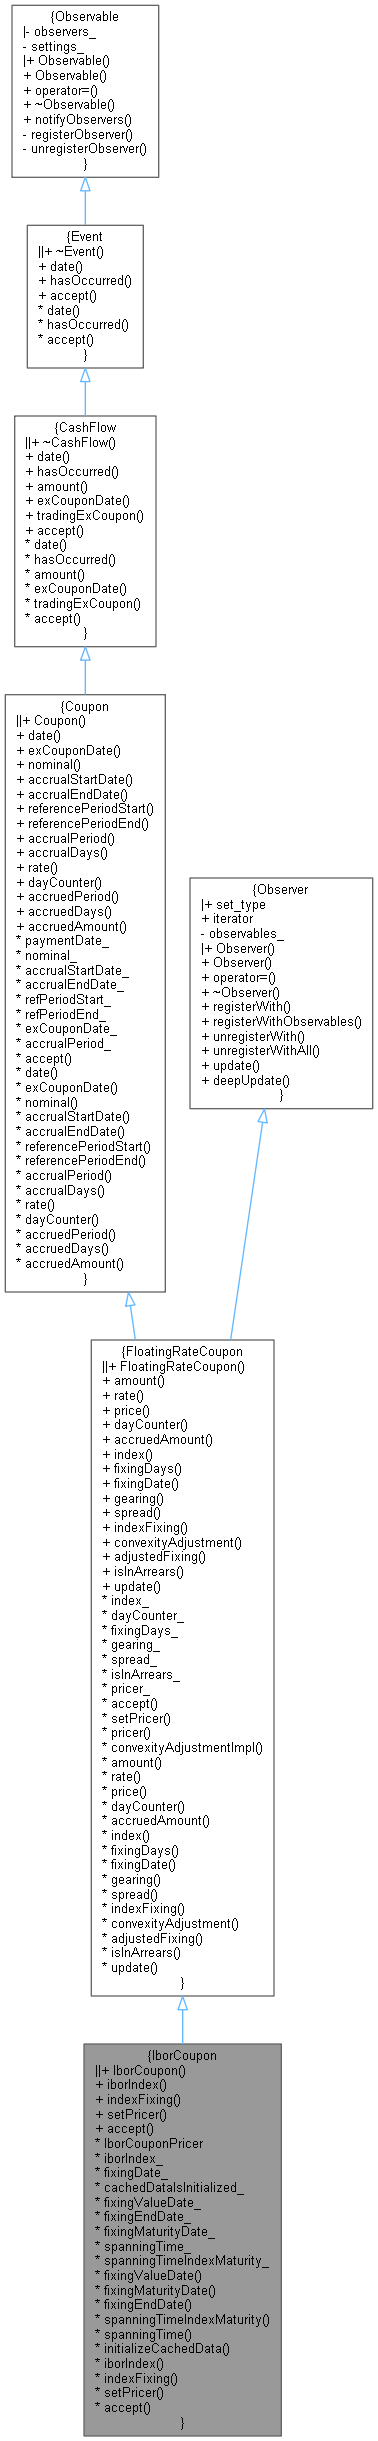 {Observable
|- observers_
- settings_
|+ Observable()
+ Observable()
+ operator=()
+ ~Observable()
+ notifyObservers()
- registerObserver()
- unregisterObserver()
}
{Event
||+ ~Event()
+ date()
+ hasOccurred()
+ accept()
* date()
* hasOccurred()
* accept()
}
{CashFlow
||+ ~CashFlow()
+ date()
+ hasOccurred()
+ amount()
+ exCouponDate()
+ tradingExCoupon()
+ accept()
* date()
* hasOccurred()
* amount()
* exCouponDate()
* tradingExCoupon()
* accept()
}
{Coupon
||+ Coupon()
+ date()
+ exCouponDate()
+ nominal()
+ accrualStartDate()
+ accrualEndDate()
+ referencePeriodStart()
+ referencePeriodEnd()
+ accrualPeriod()
+ accrualDays()
+ rate()
+ dayCounter()
+ accruedPeriod()
+ accruedDays()
+ accruedAmount()
* paymentDate_
* nominal_
* accrualStartDate_
* accrualEndDate_
* refPeriodStart_
* refPeriodEnd_
* exCouponDate_
* accrualPeriod_
* accept()
* date()
* exCouponDate()
* nominal()
* accrualStartDate()
* accrualEndDate()
* referencePeriodStart()
* referencePeriodEnd()
* accrualPeriod()
* accrualDays()
* rate()
* dayCounter()
* accruedPeriod()
* accruedDays()
* accruedAmount()
}
{Observer
|+ set_type
+ iterator
- observables_
|+ Observer()
+ Observer()
+ operator=()
+ ~Observer()
+ registerWith()
+ registerWithObservables()
+ unregisterWith()
+ unregisterWithAll()
+ update()
+ deepUpdate()
}
{FloatingRateCoupon
||+ FloatingRateCoupon()
+ amount()
+ rate()
+ price()
+ dayCounter()
+ accruedAmount()
+ index()
+ fixingDays()
+ fixingDate()
+ gearing()
+ spread()
+ indexFixing()
+ convexityAdjustment()
+ adjustedFixing()
+ isInArrears()
+ update()
* index_
* dayCounter_
* fixingDays_
* gearing_
* spread_
* isInArrears_
* pricer_
* accept()
* setPricer()
* pricer()
* convexityAdjustmentImpl()
* amount()
* rate()
* price()
* dayCounter()
* accruedAmount()
* index()
* fixingDays()
* fixingDate()
* gearing()
* spread()
* indexFixing()
* convexityAdjustment()
* adjustedFixing()
* isInArrears()
* update()
}
{IborCoupon
||+ IborCoupon()
+ iborIndex()
+ indexFixing()
+ setPricer()
+ accept()
* IborCouponPricer
* iborIndex_
* fixingDate_
* cachedDataIsInitialized_
* fixingValueDate_
* fixingEndDate_
* fixingMaturityDate_
* spanningTime_
* spanningTimeIndexMaturity_
* fixingValueDate()
* fixingMaturityDate()
* fixingEndDate()
* spanningTimeIndexMaturity()
* spanningTime()
* initializeCachedData()
* iborIndex()
* indexFixing()
* setPricer()
* accept()
}